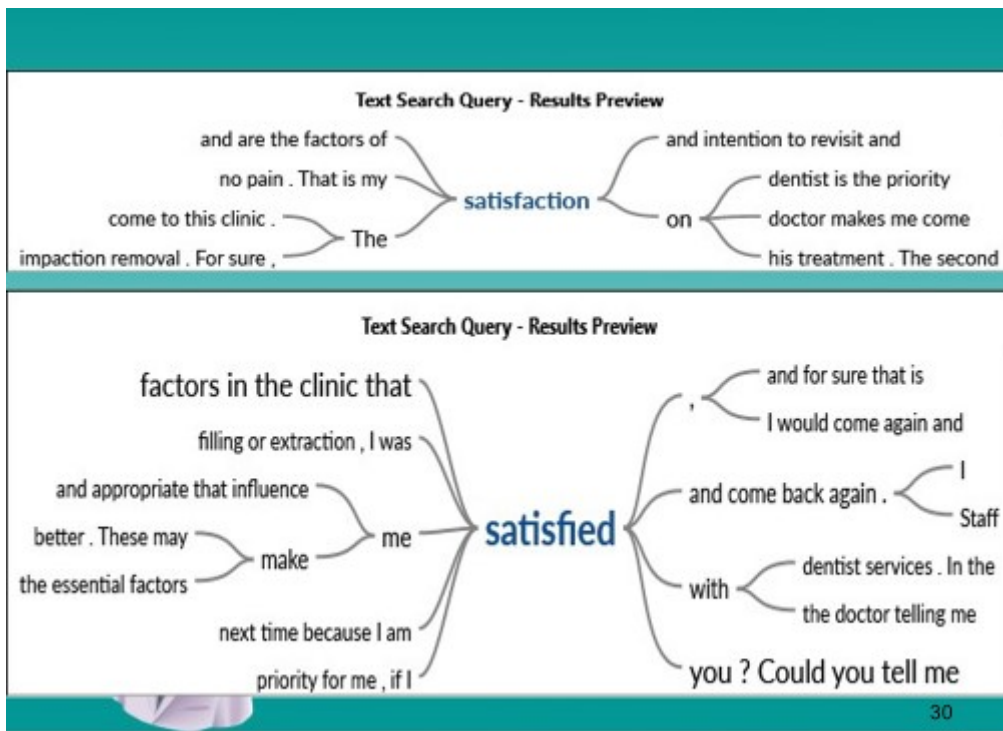 Text Search Query - Results Preview
and are the factors of
no pain . That is my
come to this clinic .
The
impaction removal . For sure ,
satisfaction
and intention to revisit and
on
dentist is the priority
doctor makes me come
his treatment . The second
Text Search Query - Results Preview
factors in the clinic that
filling or extraction , I was
and appropriate that influence
me
better . These may
make
the essential factors
next time because I am
priority for me , if I
satisfied
,
and for sure that is
I would come again and
and come back again .
I
Staff
with
dentist services . In the
the doctor telling me
you ? Could you tell me
30